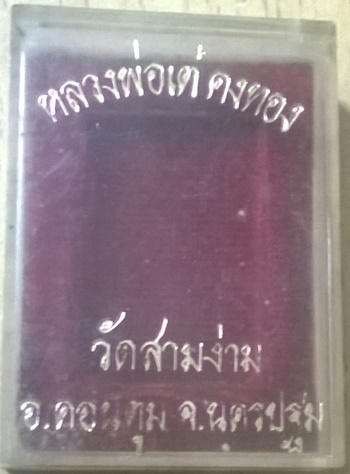 หลวงพ่อเต๋ คงทอง
วัดสามง่าม
อ.ดอนตูม จ.นครปฐม